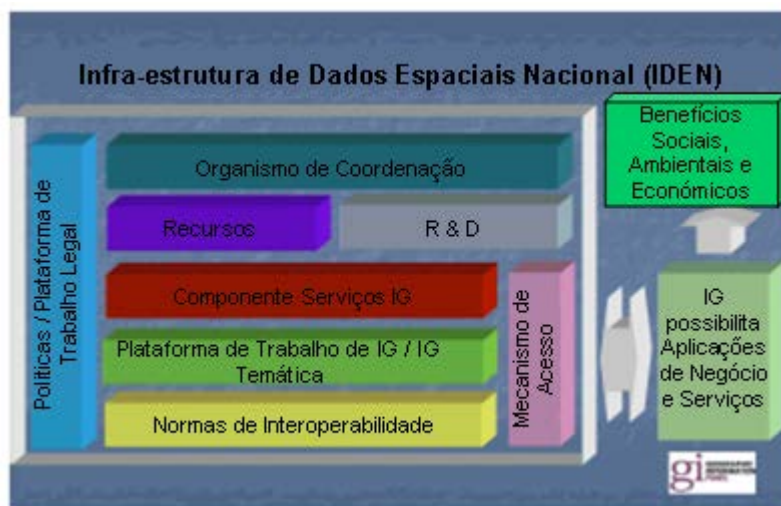 Infra-estrutura de Dados Espaciais Nacional (IDEN)
Políticas / Plataforma de
Trabalho Legal
Organismo de Coordenação
Recursos
R & D
Componente Serviços IG
Plataforma de Trabalho de IG / IG
Temática
Normas de Interoperabilidade
Mecanismo de
Acesso
Benefícios
Sociais,
Ambientais e
Económicos
IG
possibilita
Aplicações
de Negócio
e Serviços
gi